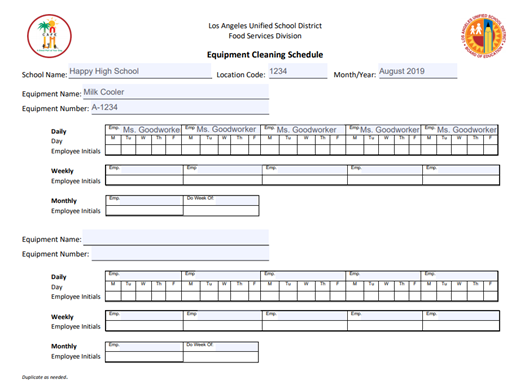 Los Angeles Unified School District
Food Services Division
Equipment Cleaning Schedule
School Name: Happy High School Location Code: 1234 Month/Year: August 2019
Equipment Name: Milk Cooler
Equipment Number: A-1234
Daily Emp. Ms. Goodworker Emp. Ms. Goodworker Emp. Ms. Goodworker Emp. Ms. Goodworker Emp. Ms. Goodworker
Day M Tu W Th F M Tu W Th F M Tu W Th F M Tu W Th F M Tu W Th F
Employee Initials
Weekly Emp. Emp. Emp. Emp. Emp.
Employee Initials
Monthly Emp. Do Week Of:
Employee Initials
Equipment Name:
Equipment Number:
Daily Emp. Emp. Emp. Emp. Emp.
Day M Tu W Th F M Tu W Th F M Tu W Th F M Tu W Th F M Tu W Th F
Employee Initials
Weekly Emp. Emp. Emp. Emp. Emp.
Employee Initials
Monthly Emp. Do Week Of:
Employee Initials
Duplicate as needed.